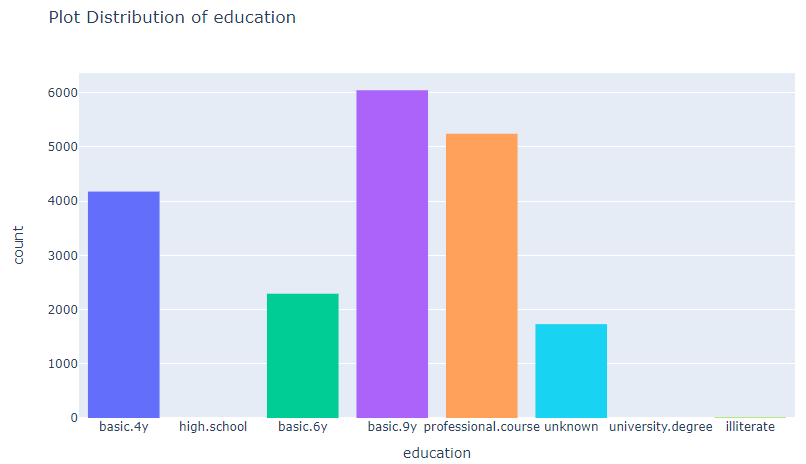 Plot Distribution of education
count
6000
5000
4000
3000
2000
1000
0
basic.4y high.school basic.6y basic.9y professional.course unknown university.degree illiterate
education